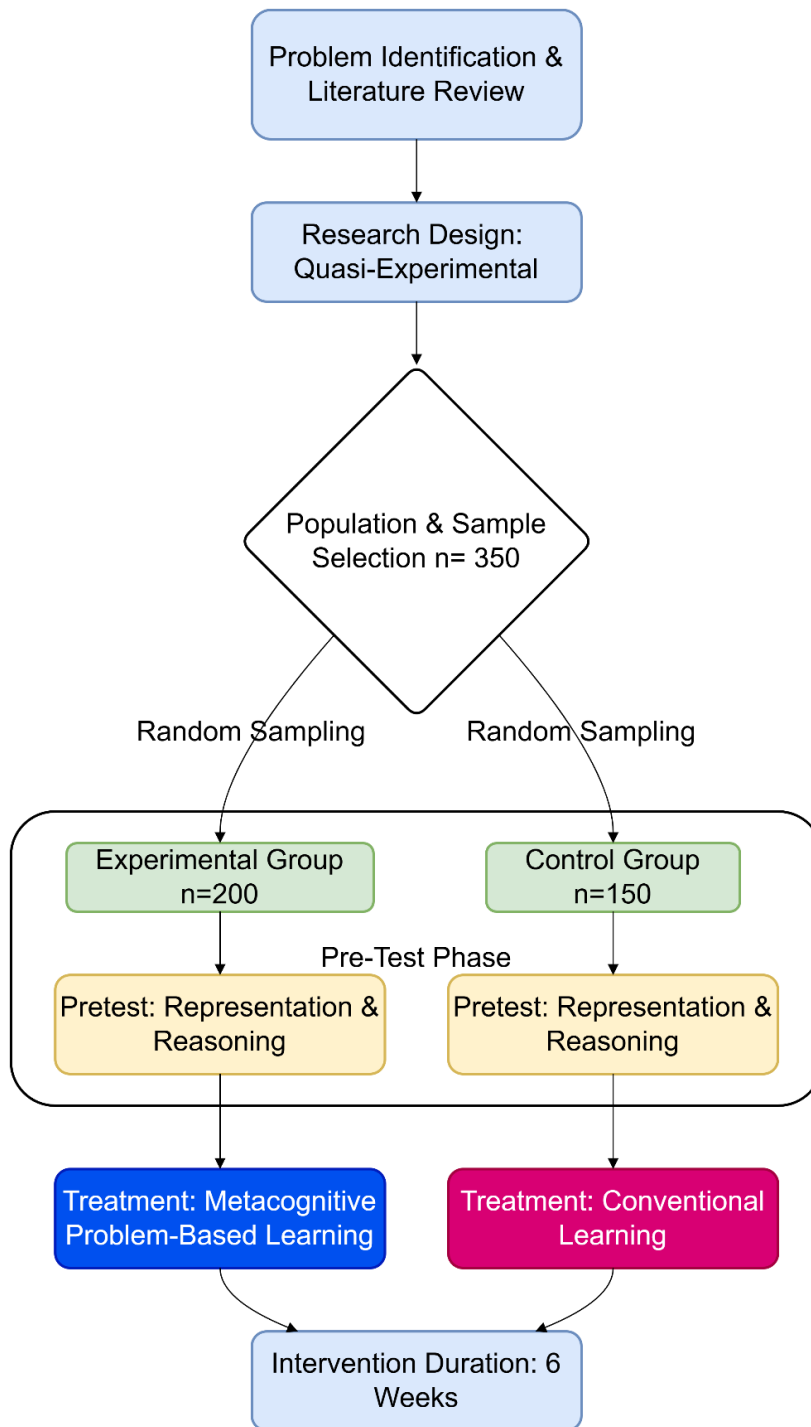 Problem Identification &
Literature Review
Research Design:
Quasi-Experimental
Population & Sample
Selection n= 350
Random Sampling
Random Sampling
Experimental Group
n=200
Control Group
n=150
Pre-Test Phase
Pretest: Representation &
Reasoning
Pretest: Representation &
Reasoning
Treatment: Metacognitive
Problem-Based Learning
Treatment: Conventional
Learning
Intervention Duration: 6
Weeks